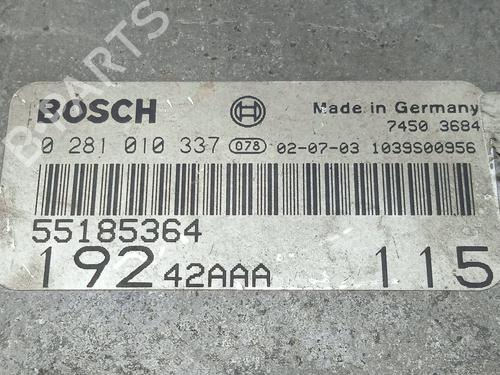 B-PARTS
BOSCH
Made in Germany
7450 3684
0 281 010 337 078 02-07-03 1039S00956
55185364
192 42AAA 115